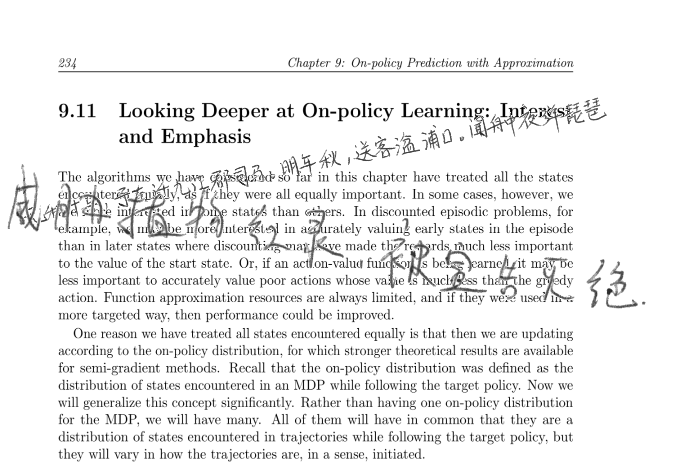 234
Chapter 9: On-policy Prediction with Approximation
9.11 Looking Deeper at On-policy Learning: Interest
and Emphasis
明年秋，送客湓浦口。闻舟中夜弹琵琶
The algorithms we have considered so far in this chapter have treated all the states
encountered equally, as if they were all equally important. In some cases, however, we
are more interested in some states than others. In discounted episodic problems, for
example, we may be more interested in accurately valuing early states in the episode
than in later states where discounting may have made the rewards much less important
to the value of the start state. Or, if an action-value function is being learned, it may be
less important to accurately value poor actions whose value is much less than the greedy
action. Function approximation resources are always limited, and if they were used in a
more targeted way, then performance could be improved.
植物红录 被宣告灭绝.
One reason we have treated all states encountered equally is that then we are updating
according to the on-policy distribution, for which stronger theoretical results are available
for semi-gradient methods. Recall that the on-policy distribution was defined as the
distribution of states encountered in an MDP while following the target policy. Now we
will generalize this concept significantly. Rather than having one on-policy distribution
for the MDP, we will have many. All of them will have in common that they are a
distribution of states encountered in trajectories while following the target policy, but
they will vary in how the trajectories are, in a sense, initiated.